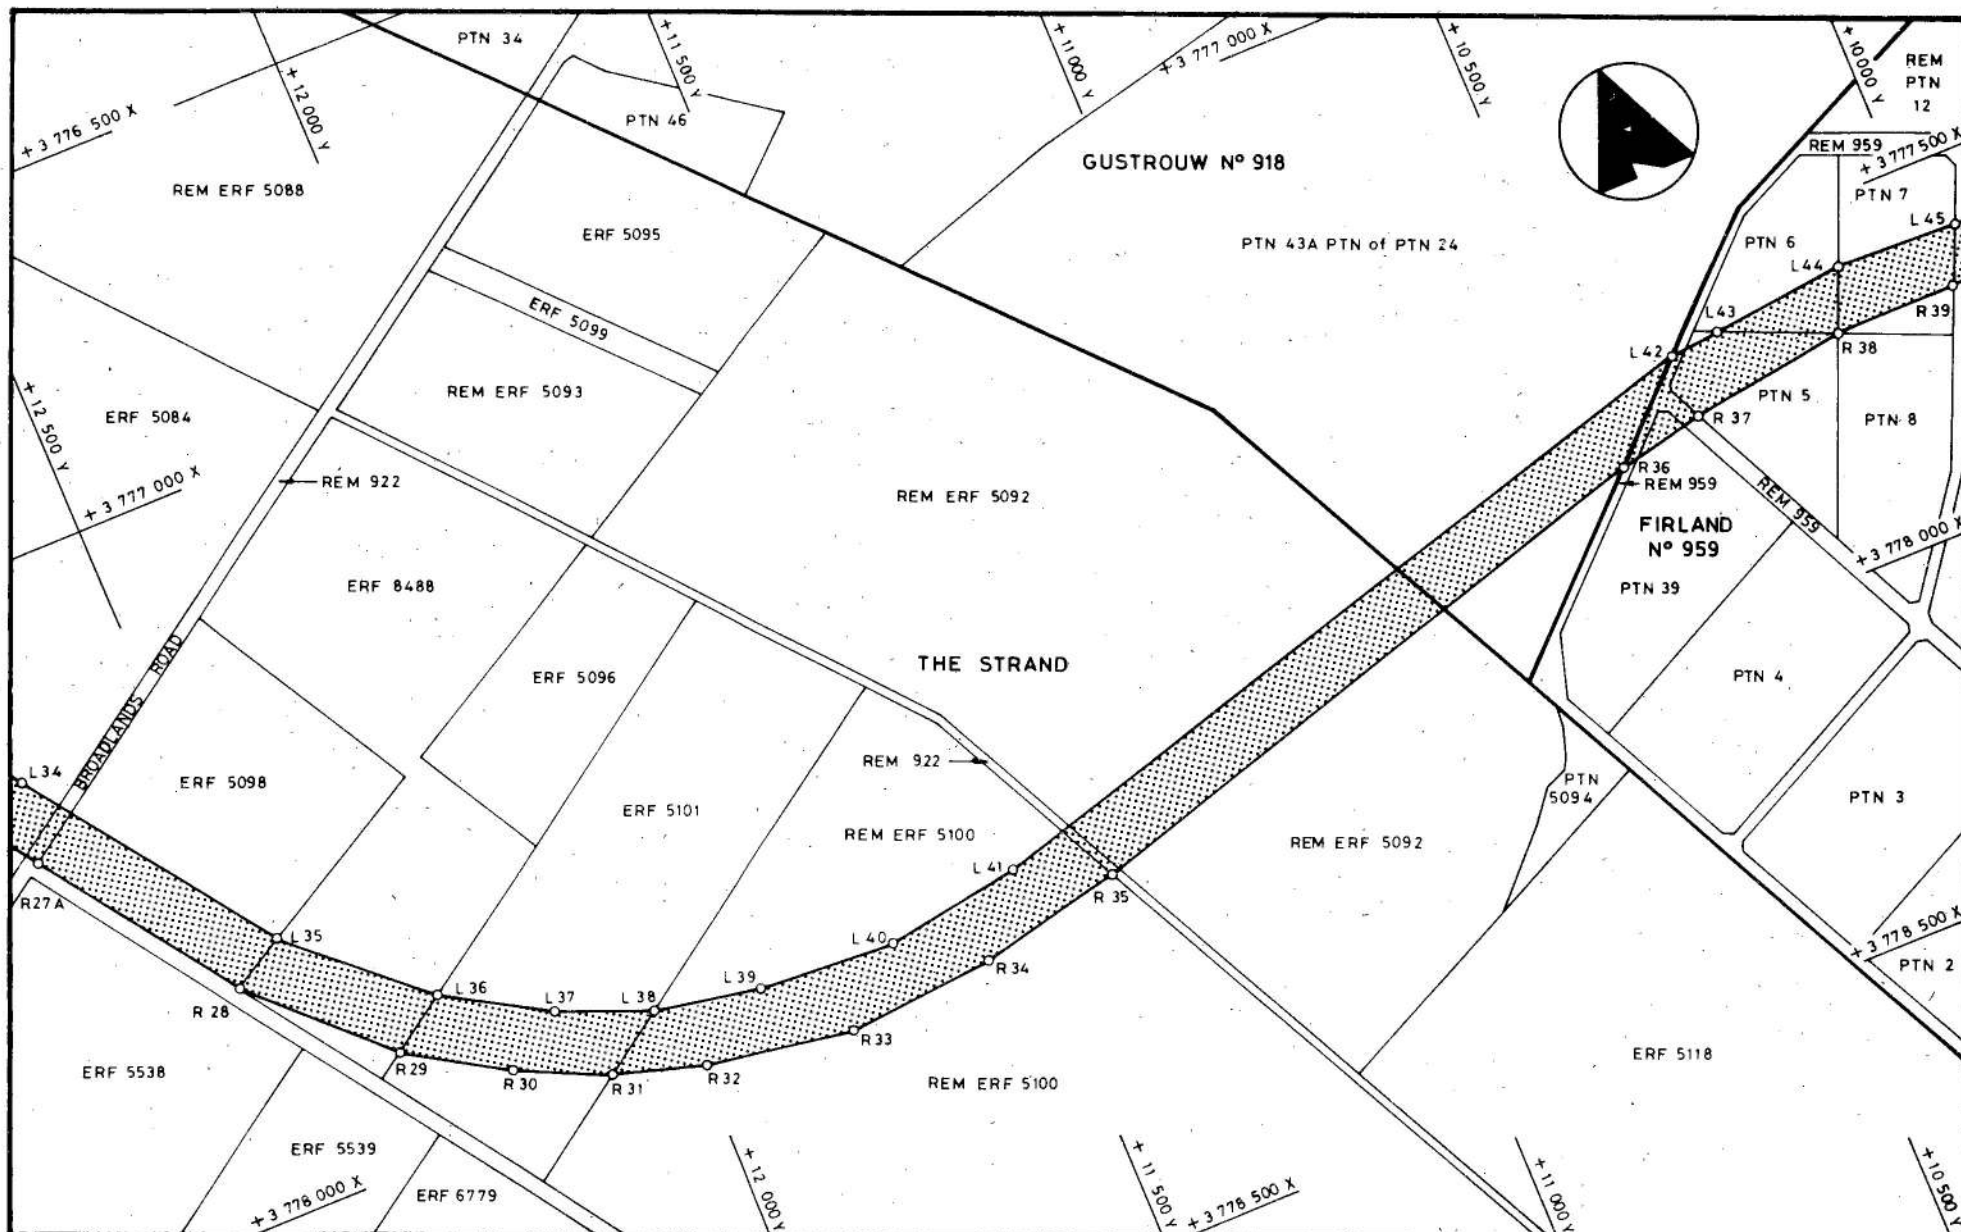 PTN 34
+ 11 500 Y
+ 11 000 Y
+ 3 777 000 X
+ 10 500 Y
+ 10 000 Y
REM
PTN
12
+ 12 000 Y
+ 3 776 500 X
PTN 46
REM 959
+ 3 777 500 X
GUSTROUW Nº 918
REM ERF 5088
PTN 7
L 45
ERF 5095
PTN 43A PTN of PTN 24
PTN 6
L 44
ERF 5099
L 43
R 39
R 38
L 42
REM ERF 5093
PTN 5
ERF 5084
+ 12 500 Y
R 37
PTN 8
R 36
REM 922
REM 959
REM ERF 5092
+ 3 777 000 X
REM 959
FIRLAND
Nº 959
+ 3 778 000 X
ERF 8488
PTN 39
THE STRAND
ERF 5096
PTN 4
BROADLANDS ROAD
L 34
ERF 5098
REM 922
PTN
5094
PTN 3
ERF 5101
REM ERF 5100
REM ERF 5092
L 41
R27A
R 35
L 35
L 40
+ 3 778 500 X
PTN 2
R 34
L 36
L 37
L 38
L 39
R 28
R 33
R 29
R 30
R 31
R 32
ERF 5538
REM ERF 5100
ERF 5118
ERF 5539
+ 3 778 000 X
ERF 6779
+ 12 000 Y
+ 11 500 Y
+ 3 778 500 X
+ 11 000 Y
+ 10 500 Y